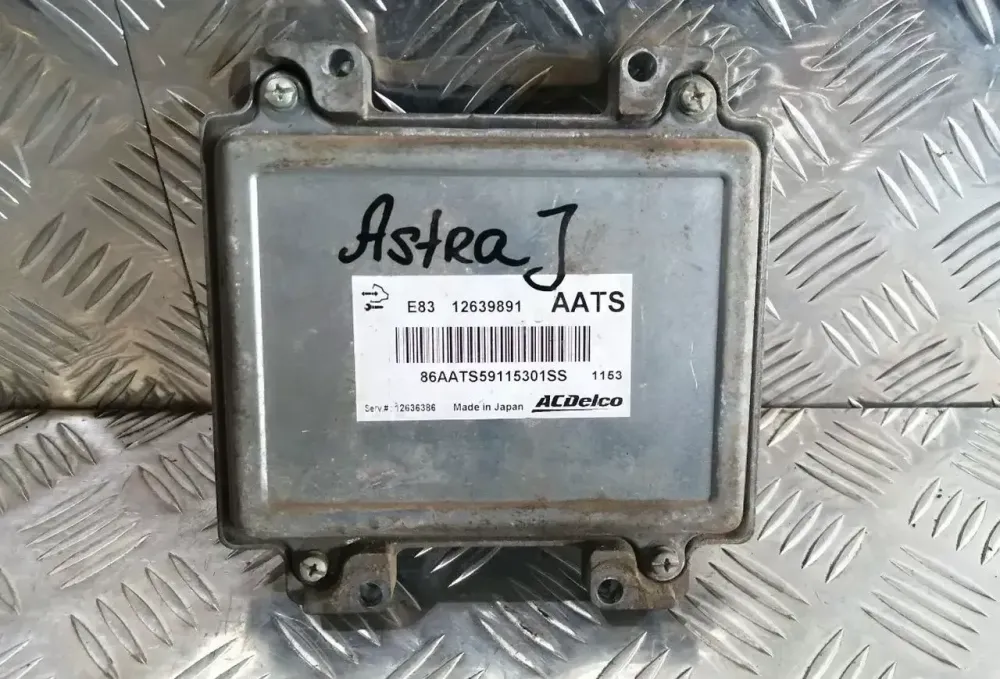 Astra J
E83 12639891 AATS
86AATS59115301SS 1153
Serv.#: 12636386 Made in Japan ACDelco